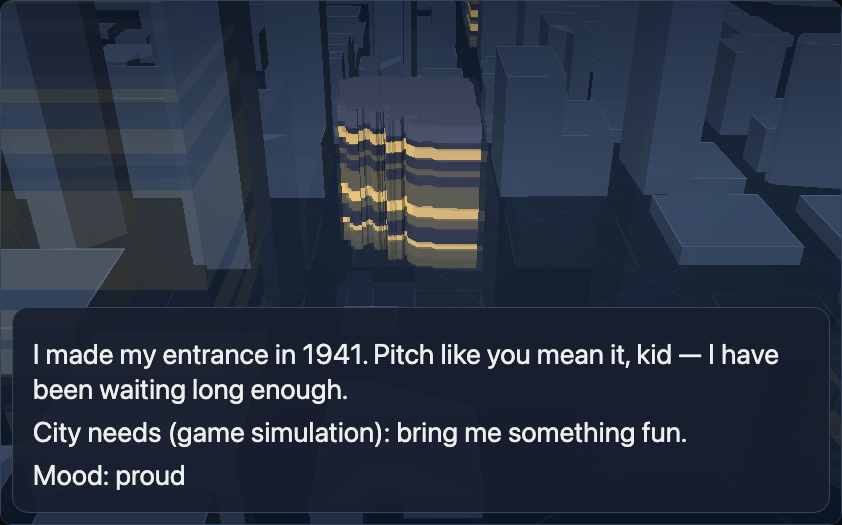 I made my entrance in 1941. Pitch like you mean it, kid — I have
been waiting long enough.
City needs (game simulation): bring me something fun.
Mood: proud